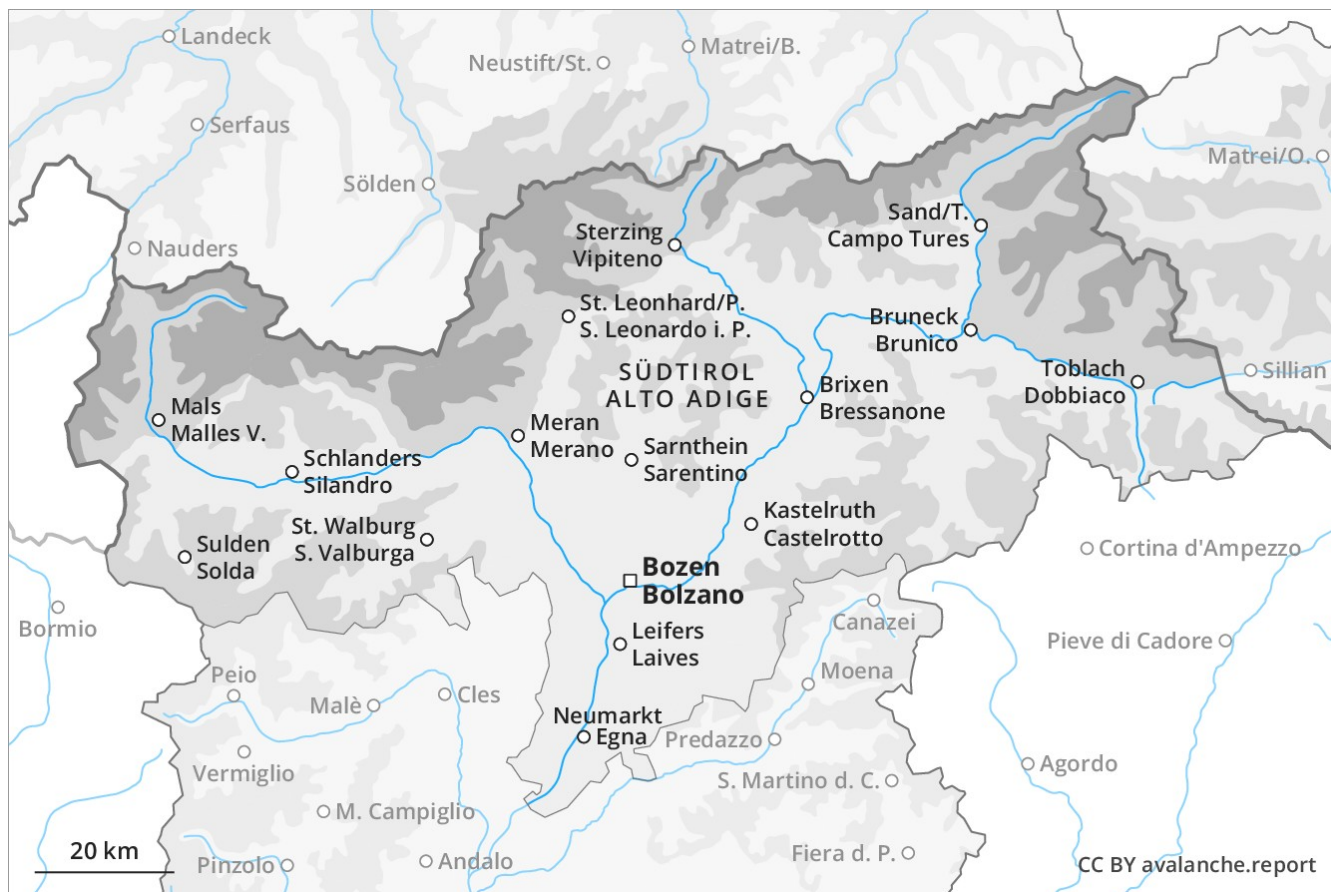 Landeck
Matrei/B.
Neustift/St.
Serfaus
Matrei/O.
Sölden
Sand/T.
Campo Tures
Sterzing
Vipiteno
Nauders
St. Leonhard/P.
S. Leonardo i. P.
Bruneck
Brunico
SÜDTIROL
ALTO ADIGE
Toblach
Dobbiaco
Sillian
Brixen
Bressanone
Mals
Malles V.
Meran
Merano
Sarnthein
Sarentino
Schlanders
Silandro
Kastelruth
Castelrotto
St. Walburg
S. Valburga
Sulden
Solda
Cortina d'Ampezzo
Bozen
Bolzano
Bormio
Canazei
Leifers
Laives
Pieve di Cadore
Peio
Moena
Malè
Cles
Neumarkt
Egna
Predazzo
Vermiglio
Agordo
S. Martino d. C.
M. Campiglio
20 km
Pinzolo
Andalo
Fiera d. P.
CC BY avalanche.report